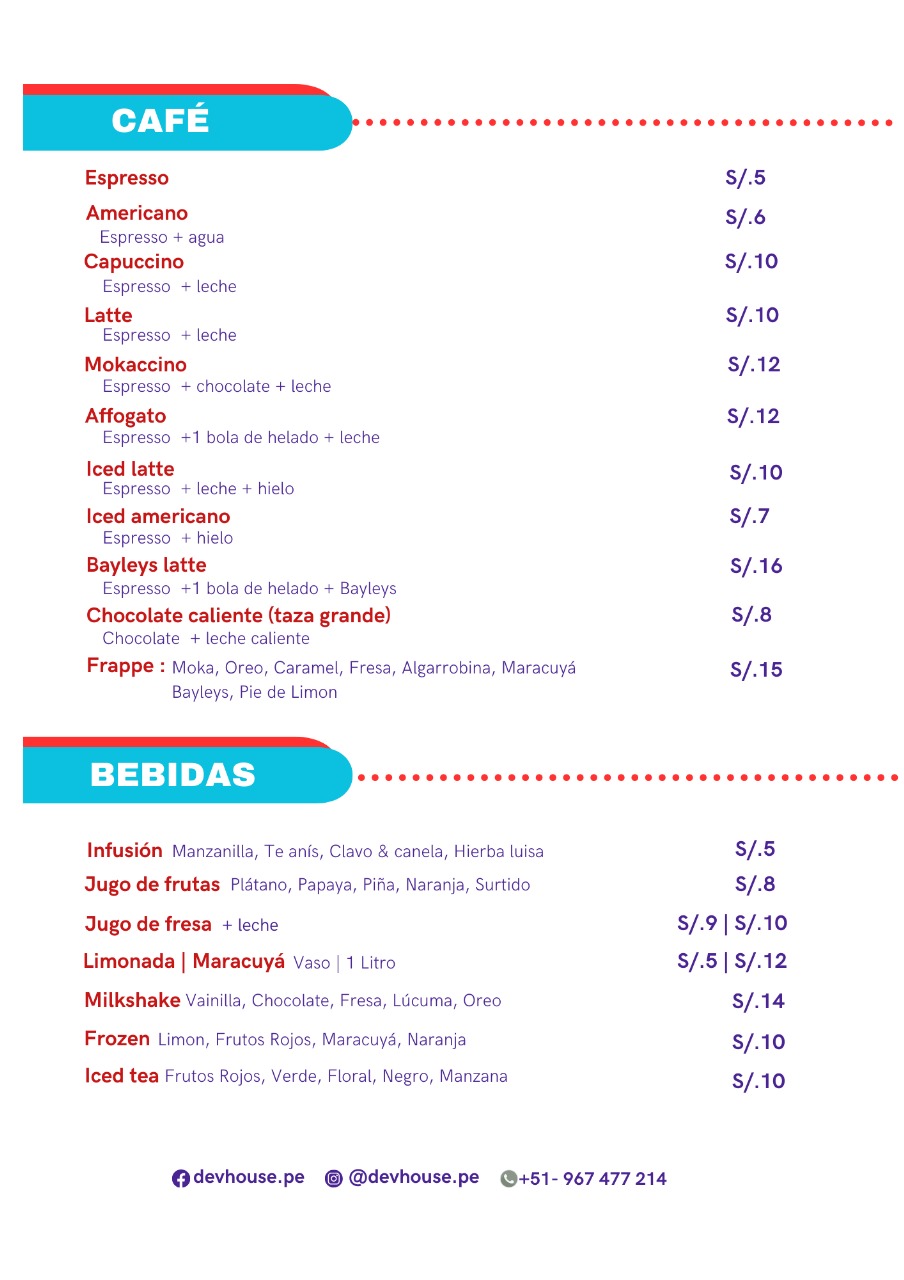 CAFÉ
Espresso S/.5
Americano S/.6
Espresso + agua
Capuccino S/.10
Espresso + leche
Latte S/.10
Espresso + leche
Mokaccino S/.12
Espresso + chocolate + leche
Affogato S/.12
Espresso +1 bola de helado + leche
Iced latte S/.10
Espresso + leche + hielo
Iced americano S/.7
Espresso + hielo
Bayleys latte S/.16
Espresso +1 bola de helado + Bayleys
Chocolate caliente (taza grande) S/.8
Chocolate + leche caliente
Frappe : Moka, Oreo, Caramel, Fresa, Algarrobina, Maracuyá S/.15
Bayleys, Pie de Limon
BEBIDAS
Infusión Manzanilla, Te anís, Clavo & canela, Hierba luisa S/.5
Jugo de frutas Plátano, Papaya, Piña, Naranja, Surtido S/.8
Jugo de fresa + leche S/.9 | S/.10
Limonada | Maracuyá Vaso | 1 Litro S/.5 | S/.12
Milkshake Vainilla, Chocolate, Fresa, Lúcuma, Oreo S/.14
Frozen Limon, Frutos Rojos, Maracuyá, Naranja S/.10
Iced tea Frutos Rojos, Verde, Floral, Negro, Manzana S/.10
devhouse.pe @devhouse.pe +51- 967 477 214